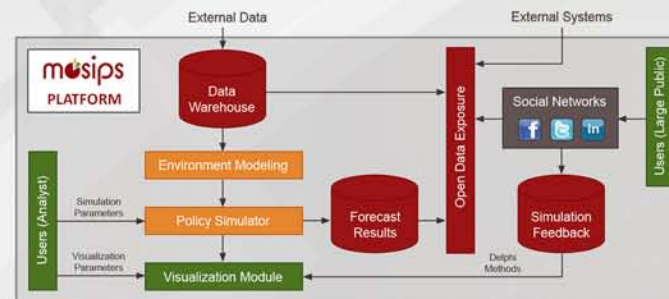 External Data
External Systems
mosips
PLATFORM
Data
Warehouse
Social Networks
f t in
Users (Large Public)
Open Data Exposure
Environment Modeling
Users (Analyst)
Simulation
Parameters
Policy Simulator
Forecast
Results
Simulation
Feedback
Visualization
Parameters
Visualization Module
Delphi
Methods